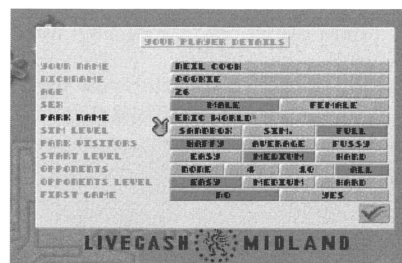 YOUR PLAYER DETAILS
YOUR NAME NEIL COOK
NICKNAME COOKIE
AGE 26
SEX MALE FEMALE
PARK NAME ERIC WORLD
SIM LEVEL SANDBOX SIM. FULL
PARK VISITORS HAPPY AVERAGE FUSSY
START LEVEL EASY MEDIUM HARD
OPPONENTS NONE 4 10 ALL
OPPONENTS LEVEL EASY MEDIUM HARD
FIRST GAME NO YES
LIVECASH MIDLAND